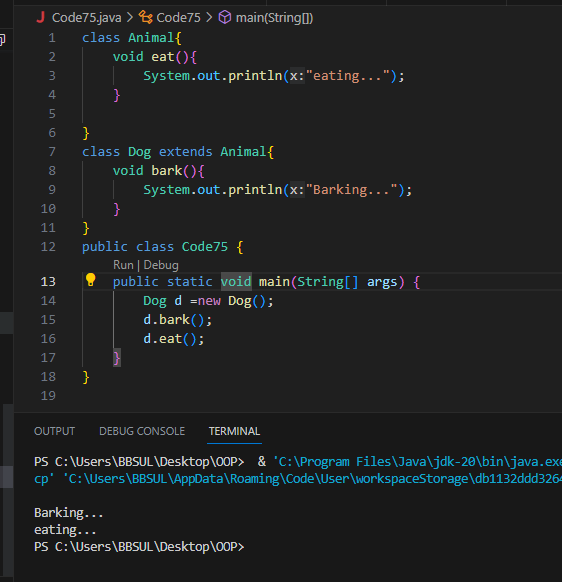 Code75.java > Code75 > main(String[])
1 class Animal{
2 void eat(){
3 System.out.println(x:"eating...");
4 }
5
6 }
7 class Dog extends Animal{
8 void bark(){
9 System.out.println(x:"Barking...");
10 }
11 }
12 public class Code75 {
Run | Debug
13 public static void main(String[] args) {
14 Dog d =new Dog();
15 d.bark();
16 d.eat();
17 }
18 }
19
OUTPUT DEBUG CONSOLE TERMINAL
PS C:\Users\BBSUL\Desktop\OOP> & 'C:\Program Files\Java\jdk-20\bin\java.exe
cp' 'C:\Users\BBSUL\AppData\Roaming\Code\User\workspaceStorage\db1132ddd3264
Barking...
eating...
PS C:\Users\BBSUL\Desktop\OOP>